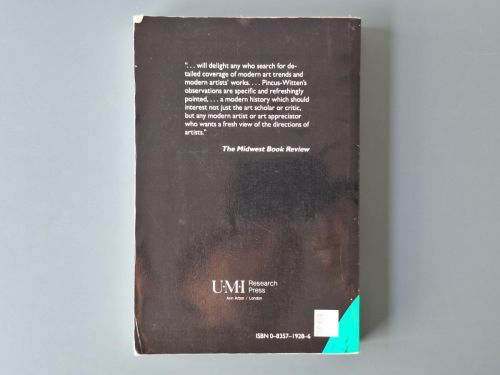 ". . . will delight any who search for de-
tailed coverage of modern art trends and
modern artists' works. . . . Pincus-Witten's
observations are specific and refreshingly
pointed, . . . a modern history which should
interest not just the art scholar or critic,
but any modern artist or art appreciator
who wants a fresh view of the directions of
artists."
The Midwest Book Review
U·M·I Research
Press
Ann Arbor / London
ISBN 0-8357-1928-6